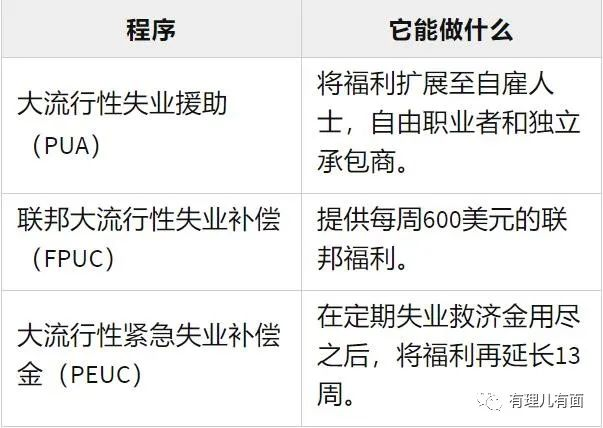 程序
它能做什么
大流行性失业援助
（PUA）
将福利扩展至自雇人
士，自由职业者和独立
承包商。
联邦大流行性失业补偿
（FPUC）
提供每周600美元的联
邦福利。
大流行性紧急失业补偿
金（PEUC）
在定期失业救济金用尽
之后，将福利再延长13
周。
有理儿有面